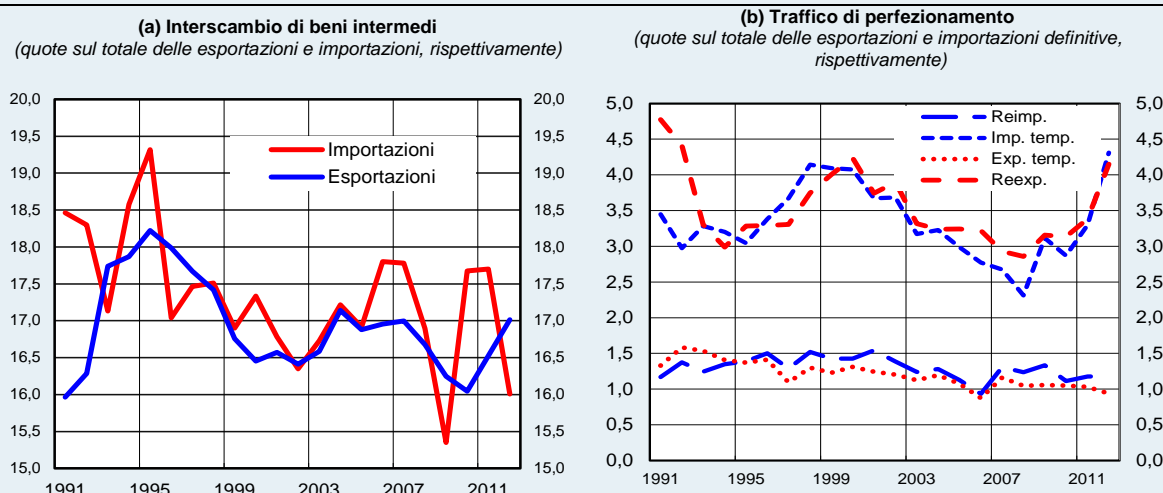 (a) Interscambio di beni intermedi
(quote sul totale delle esportazioni e importazioni, rispettivamente)
20,0 20,0
19,5 19,5
19,0 19,0
18,5 18,5
18,0 18,0
17,5 17,5
17,0 17,0
16,5 16,5
16,0 16,0
15,5 15,5
15,0 15,0
Importazioni
Esportazioni
1991 1995 1999 2003 2007 2011
(b) Traffico di perfezionamento
(quote sul totale delle esportazioni e importazioni definitive,
rispettivamente)
5,0 5,0
4,5 4,5
4,0 4,0
3,5 3,5
3,0 3,0
2,5 2,5
2,0 2,0
1,5 1,5
1,0 1,0
0,5 0,5
0,0 0,0
Reimp.
Imp. temp.
Exp. temp.
Reexp.
1991 1995 1999 2003 2007 2011